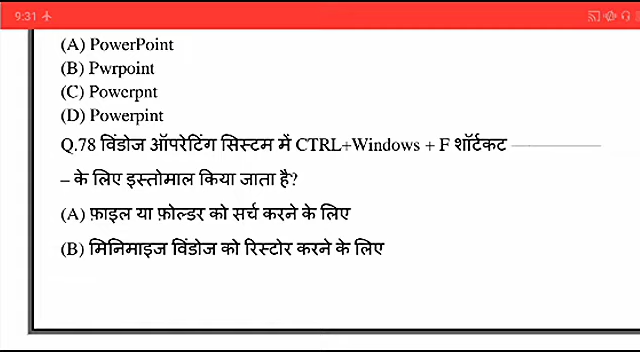 9:31
(A) PowerPoint
(B) Pwrpoint
(C) Powerpnt
(D) Powerpint
Q.78 विंडोज ऑपरेटिंग सिस्टम में CTRL+Windows + F शॉर्टकट
– के लिए इस्तोमाल किया जाता है?
(A) फ़ाइल या फ़ोल्डर को सर्च करने के लिए
(B) मिनिमाइज विंडोज को रिस्टोर करने के लिए